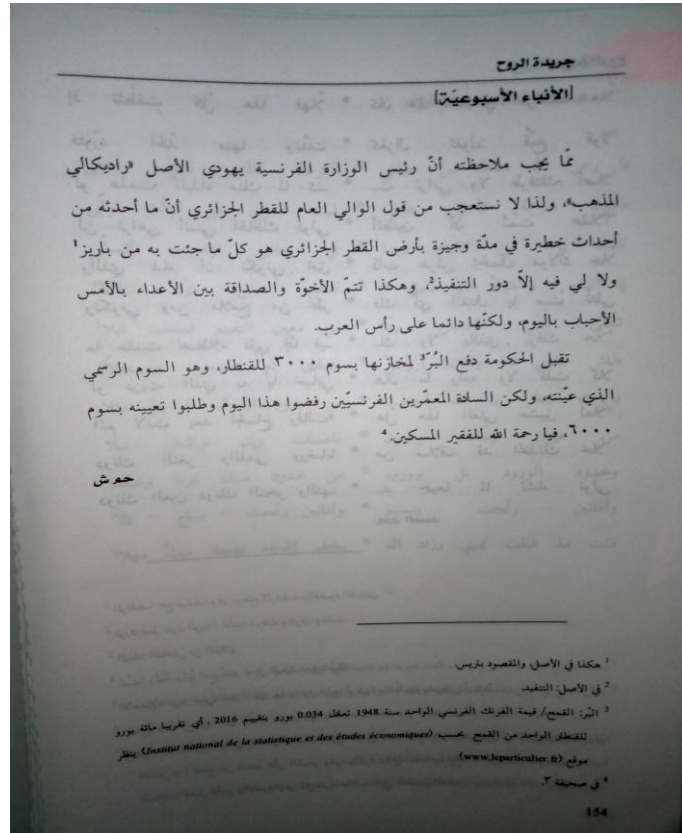 جريدة الروح
[الأنباء الأسبوعيّة]
ممّا يجب ملاحظته أنّ رئيس الوزارة الفرنسية يهودي الأصل «راديكالي
المذهب»، ولذا لا نستعجب من قول الوالي العام للقطر الجزائري أنّ ما أحدثه من
أحداث خطيرة في مدّة وجيزة بأرض القطر الجزائري هو كلّ ما جئت به من باريز¹
ولا لي فيه إلاّ دور التنفيذ²، وهكذا تتمّ الأخوّة والصداقة بين الأعداء بالأمس
الأحباب باليوم، ولكنّها دائما على رأس العرب.
تقبل الحكومة دفع البُرّ³ لمخازنها بسوم ٣٠٠٠ للقنطار، وهو السوم الرسمي
الذي عيّنته، ولكن السادة المعمّرين الفرنسيّين رفضوا هذا اليوم وطلبوا تعيينه بسوم
٦٠٠٠، فيا رحمة الله للفقير المسكين.⁴
حم ش
¹ هكذا في الأصل، والمقصود باريس.
² في الأصل: التنفيد.
³ البُرّ: القمح/ قيمة الفرنك الفرنسي الواحد سنة 1948 تعادل 0.034 يورو بتقييم 2016 ، أي تقريبا مائة يورو
للقنطار الواحد من القمح بحسب (Institut national de la statistique et des études économiques) ينظر
موقع (www.leparticulier.fr)
⁴ في صحيفة ٣.
154